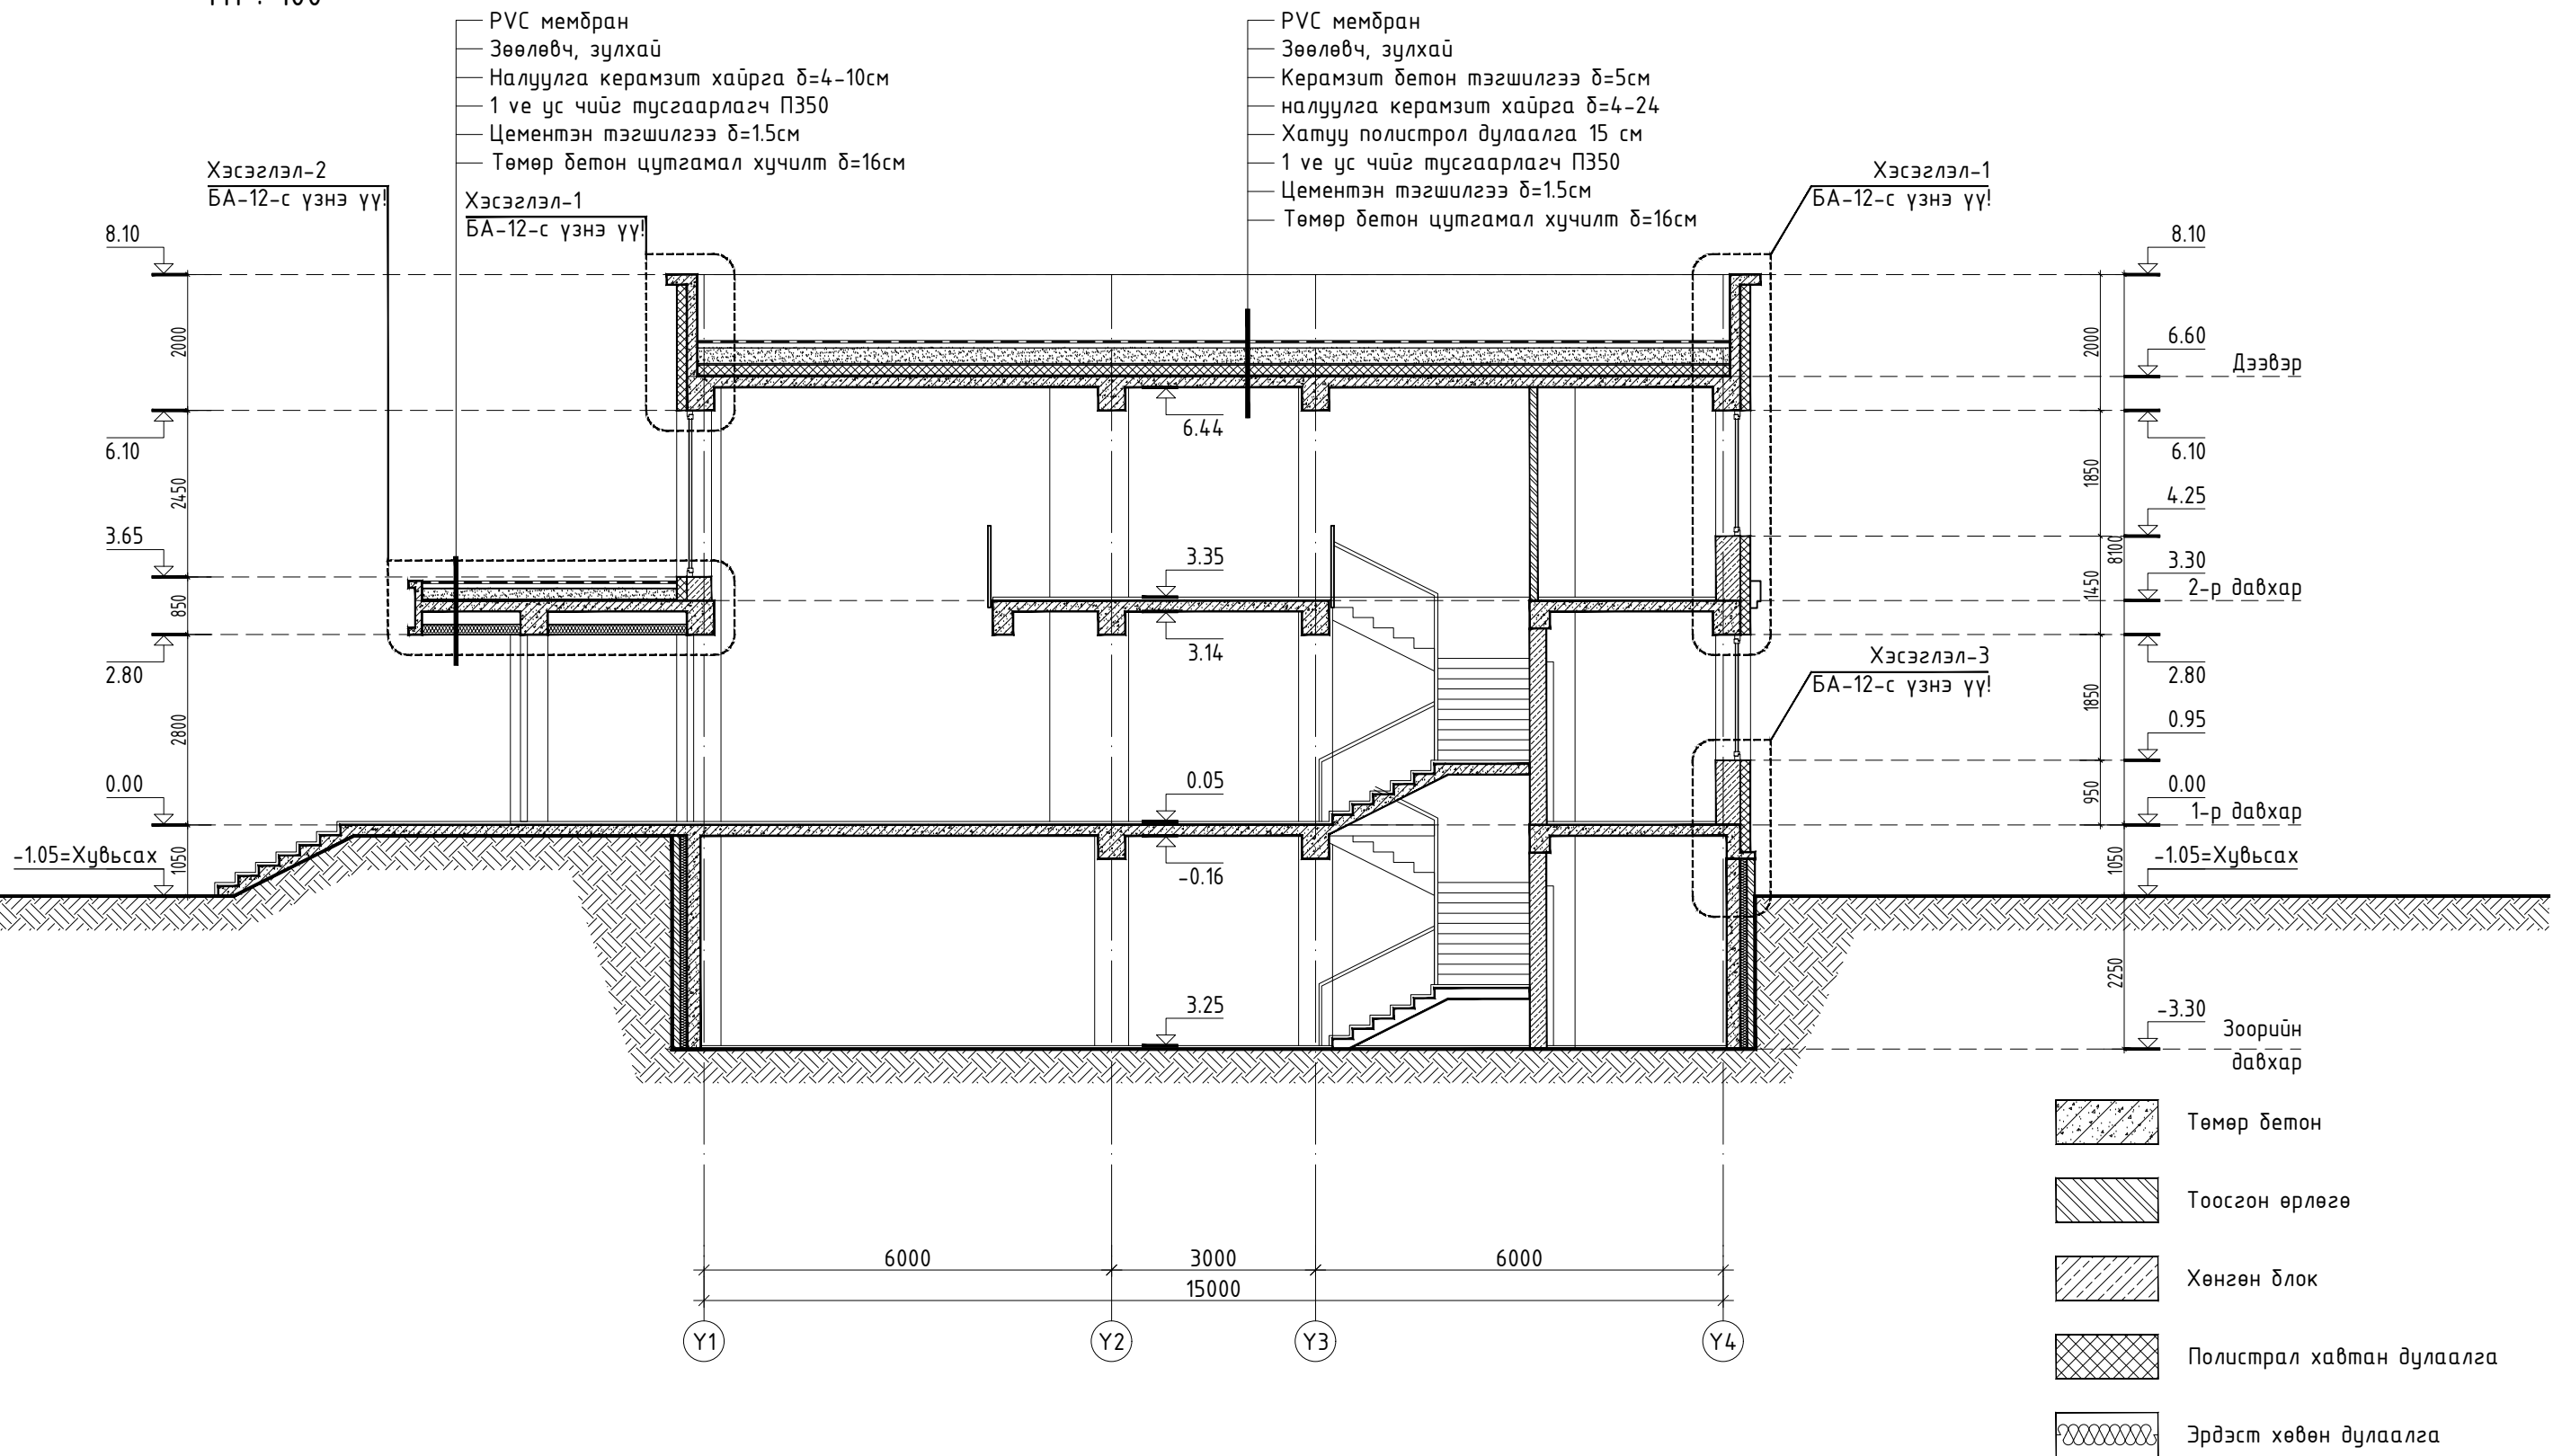 PVC мембран
Зөөлөвч, зулхай
Налуулга керамзит хайрга δ=4-10см
1 ve ус чийг тусгаарлагч П350
Цементэн тэгшилгээ δ=1.5см
Төмөр бетон цутгамал хучилт δ=16см
PVC мембран
Зөөлөвч, зулхай
Керамзит бетон тэгшилгээ δ=5см
налуулга керамзит хайрга δ=4-24
Хатуу полистрол дулаалга 15 см
1 ve ус чийг тусгаарлагч П350
Цементэн тэгшилгээ δ=1.5см
Төмөр бетон цутгамал хучилт δ=16см
Хэсэглэл-2
БА-12-с үзнэ үү!
Хэсэглэл-1
БА-12-с үзнэ үү!
Хэсэглэл-1
БА-12-с үзнэ үү!
Хэсэглэл-3
БА-12-с үзнэ үү!
8.10
6.10
3.65
2.80
0.00
-1.05=Хувьсах
2000
2450
850
2800
1050
6.44
3.35
3.14
0.05
-0.16
3.25
2000
1850
1450
1850
950
8100
1050
2250
8.10
6.60
Дээвэр
6.10
4.25
3.30
2-р давхар
2.80
0.95
0.00
1-р давхар
-1.05=Хувьсах
-3.30
Зоорийн
давхар
6000
3000
6000
15000
Y1
Y2
Y3
Y4
Төмөр бетон
Тоосгон өрлөгө
Хөнгөн блок
Полистрал хавтан дулаалга
Эрдэст хөвөн дулаалга